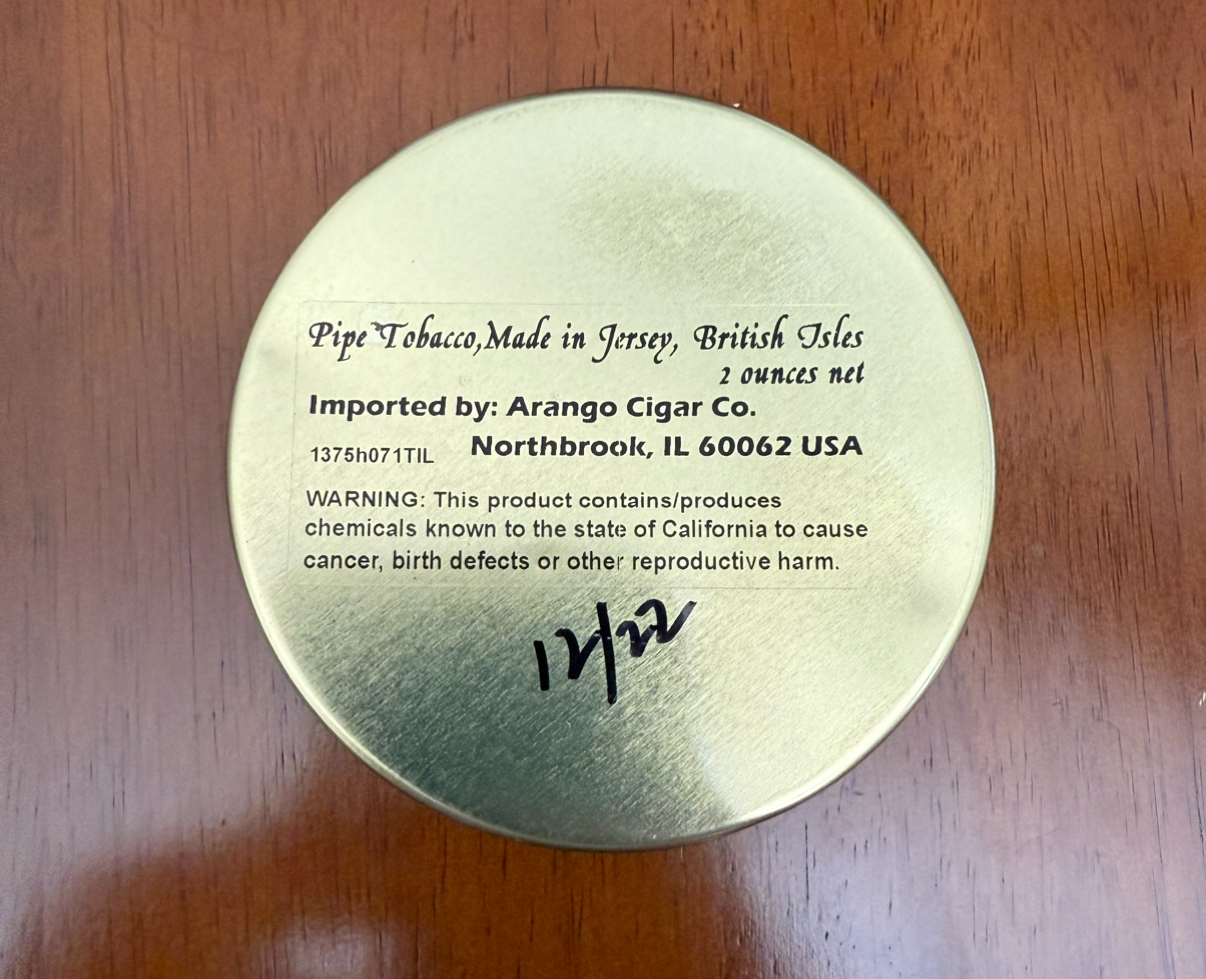 Pipe Tobacco,Made in Jersey, British Isles
2 ounces net
Imported by: Arango Cigar Co.
1375h071TIL Northbrook, IL 60062 USA
WARNING: This product contains/produces
chemicals known to the state of California to cause
cancer, birth defects or other reproductive harm.
12/22